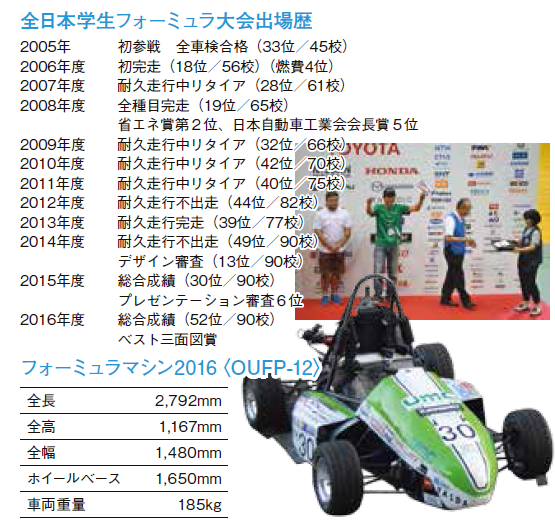 全日本学生フォーミュラ大会出場歴
2005年 初参戦 全車検合格（33位／45校）
2006年度 初完走（18位／56校）（燃費4位）
2007年度 耐久走行中リタイア（28位／61校）
2008年度 全種目完走（19位／65校）
省エネ賞第２位、日本自動車工業会会長賞５位
2009年度 耐久走行中リタイア（32位／66校）
2010年度 耐久走行中リタイア（42位／70校）
2011年度 耐久走行中リタイア（40位／75校）
2012年度 耐久走行不出走（44位／82校）
2013年度 耐久走行完走（39位／77校）
2014年度 耐久走行不出走（49位／90校）
デザイン審査（13位／90校）
2015年度 総合成績（30位／90校）
プレゼンテーション審査６位
2016年度 総合成績（52位／90校）
ベスト三面図賞
TOYOTA
HONDA
フォーミュラマシン2016〈OUFP-12〉
全長 2,792mm
全高 1,167mm
全幅 1,480mm
ホイールベース 1,650mm
車両重量 185kg
30
30